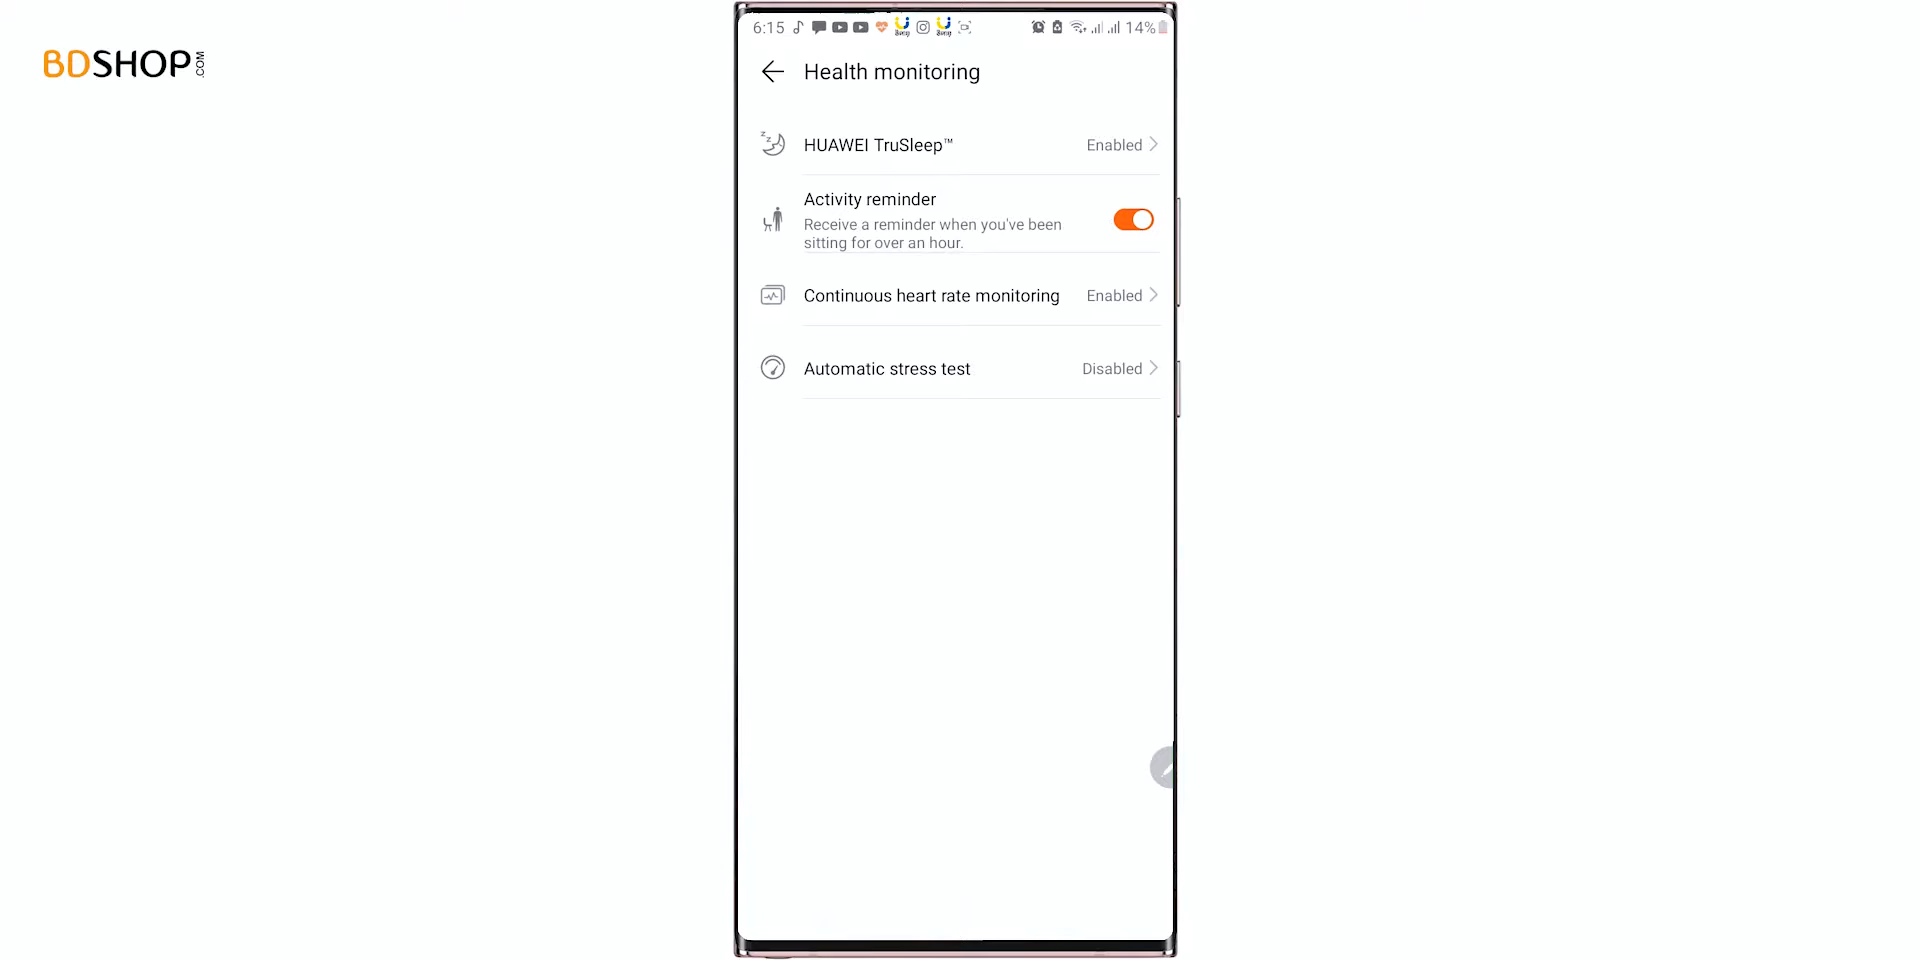 BDSHOP.COM
6:15 14%
Health monitoring
HUAWEI TruSleep™ Enabled
Activity reminder
Receive a reminder when you've been
sitting for over an hour.
Continuous heart rate monitoring Enabled
Automatic stress test Disabled